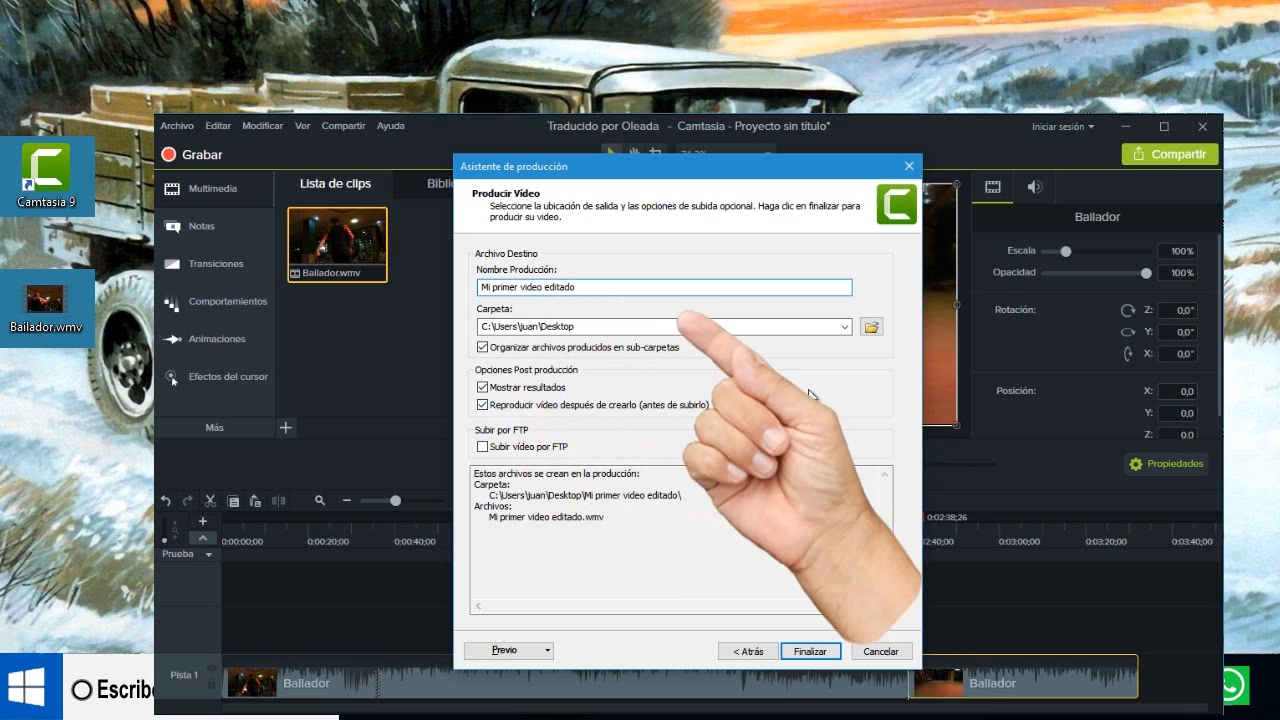 Archivo Editar Modificar Ver Compartir Ayuda
Traducido por Oleada - Camtasia - Proyecto sin título*
Iniciar sesión
Grabar
Compartir
Camtasia 9
Bailador.wmv
Multimedia
Notas
Transiciones
Comportamientos
Animaciones
Efectos del cursor
Más
Lista de clips
Bailador.wmv
Asistente de producción
Producir Vídeo
Seleccione la ubicación de salida y las opciones de subida opcional. Haga clic en finalizar para
producir su video.
Archivo Destino
Nombre Producción:
Mi primer video editado
Carpeta:
C:\Users\juan\Desktop
Organizar archivos producidos en sub-carpetas
Opciones Post producción
Mostrar resultados
Reproducir vídeo después de crearlo (antes de subirlo)
Subir por FTP
Subir vídeo por FTP
Estos archivos se crean en la producción:
Carpeta:
C:\Users\juan\Desktop\Mi primer video editado\
Archivos:
Mi primer video editado.wmv
Previo
< Atrás
Finalizar
Cancelar
Bailador
Escala 100%
Opacidad 100%
Rotación: Z: 0,0°
Y: 0,0°
X: 0,0°
Posición: X: 0,0
Y: 0,0
Z: 0,0
Propiedades
0:02:38;26
0:00:00;00 0:00:20;00 0:00:40;00 0:03:00;00 0:03:20;00 0:03:40;00
Prueba
Pista 1
Bailador
Bailador